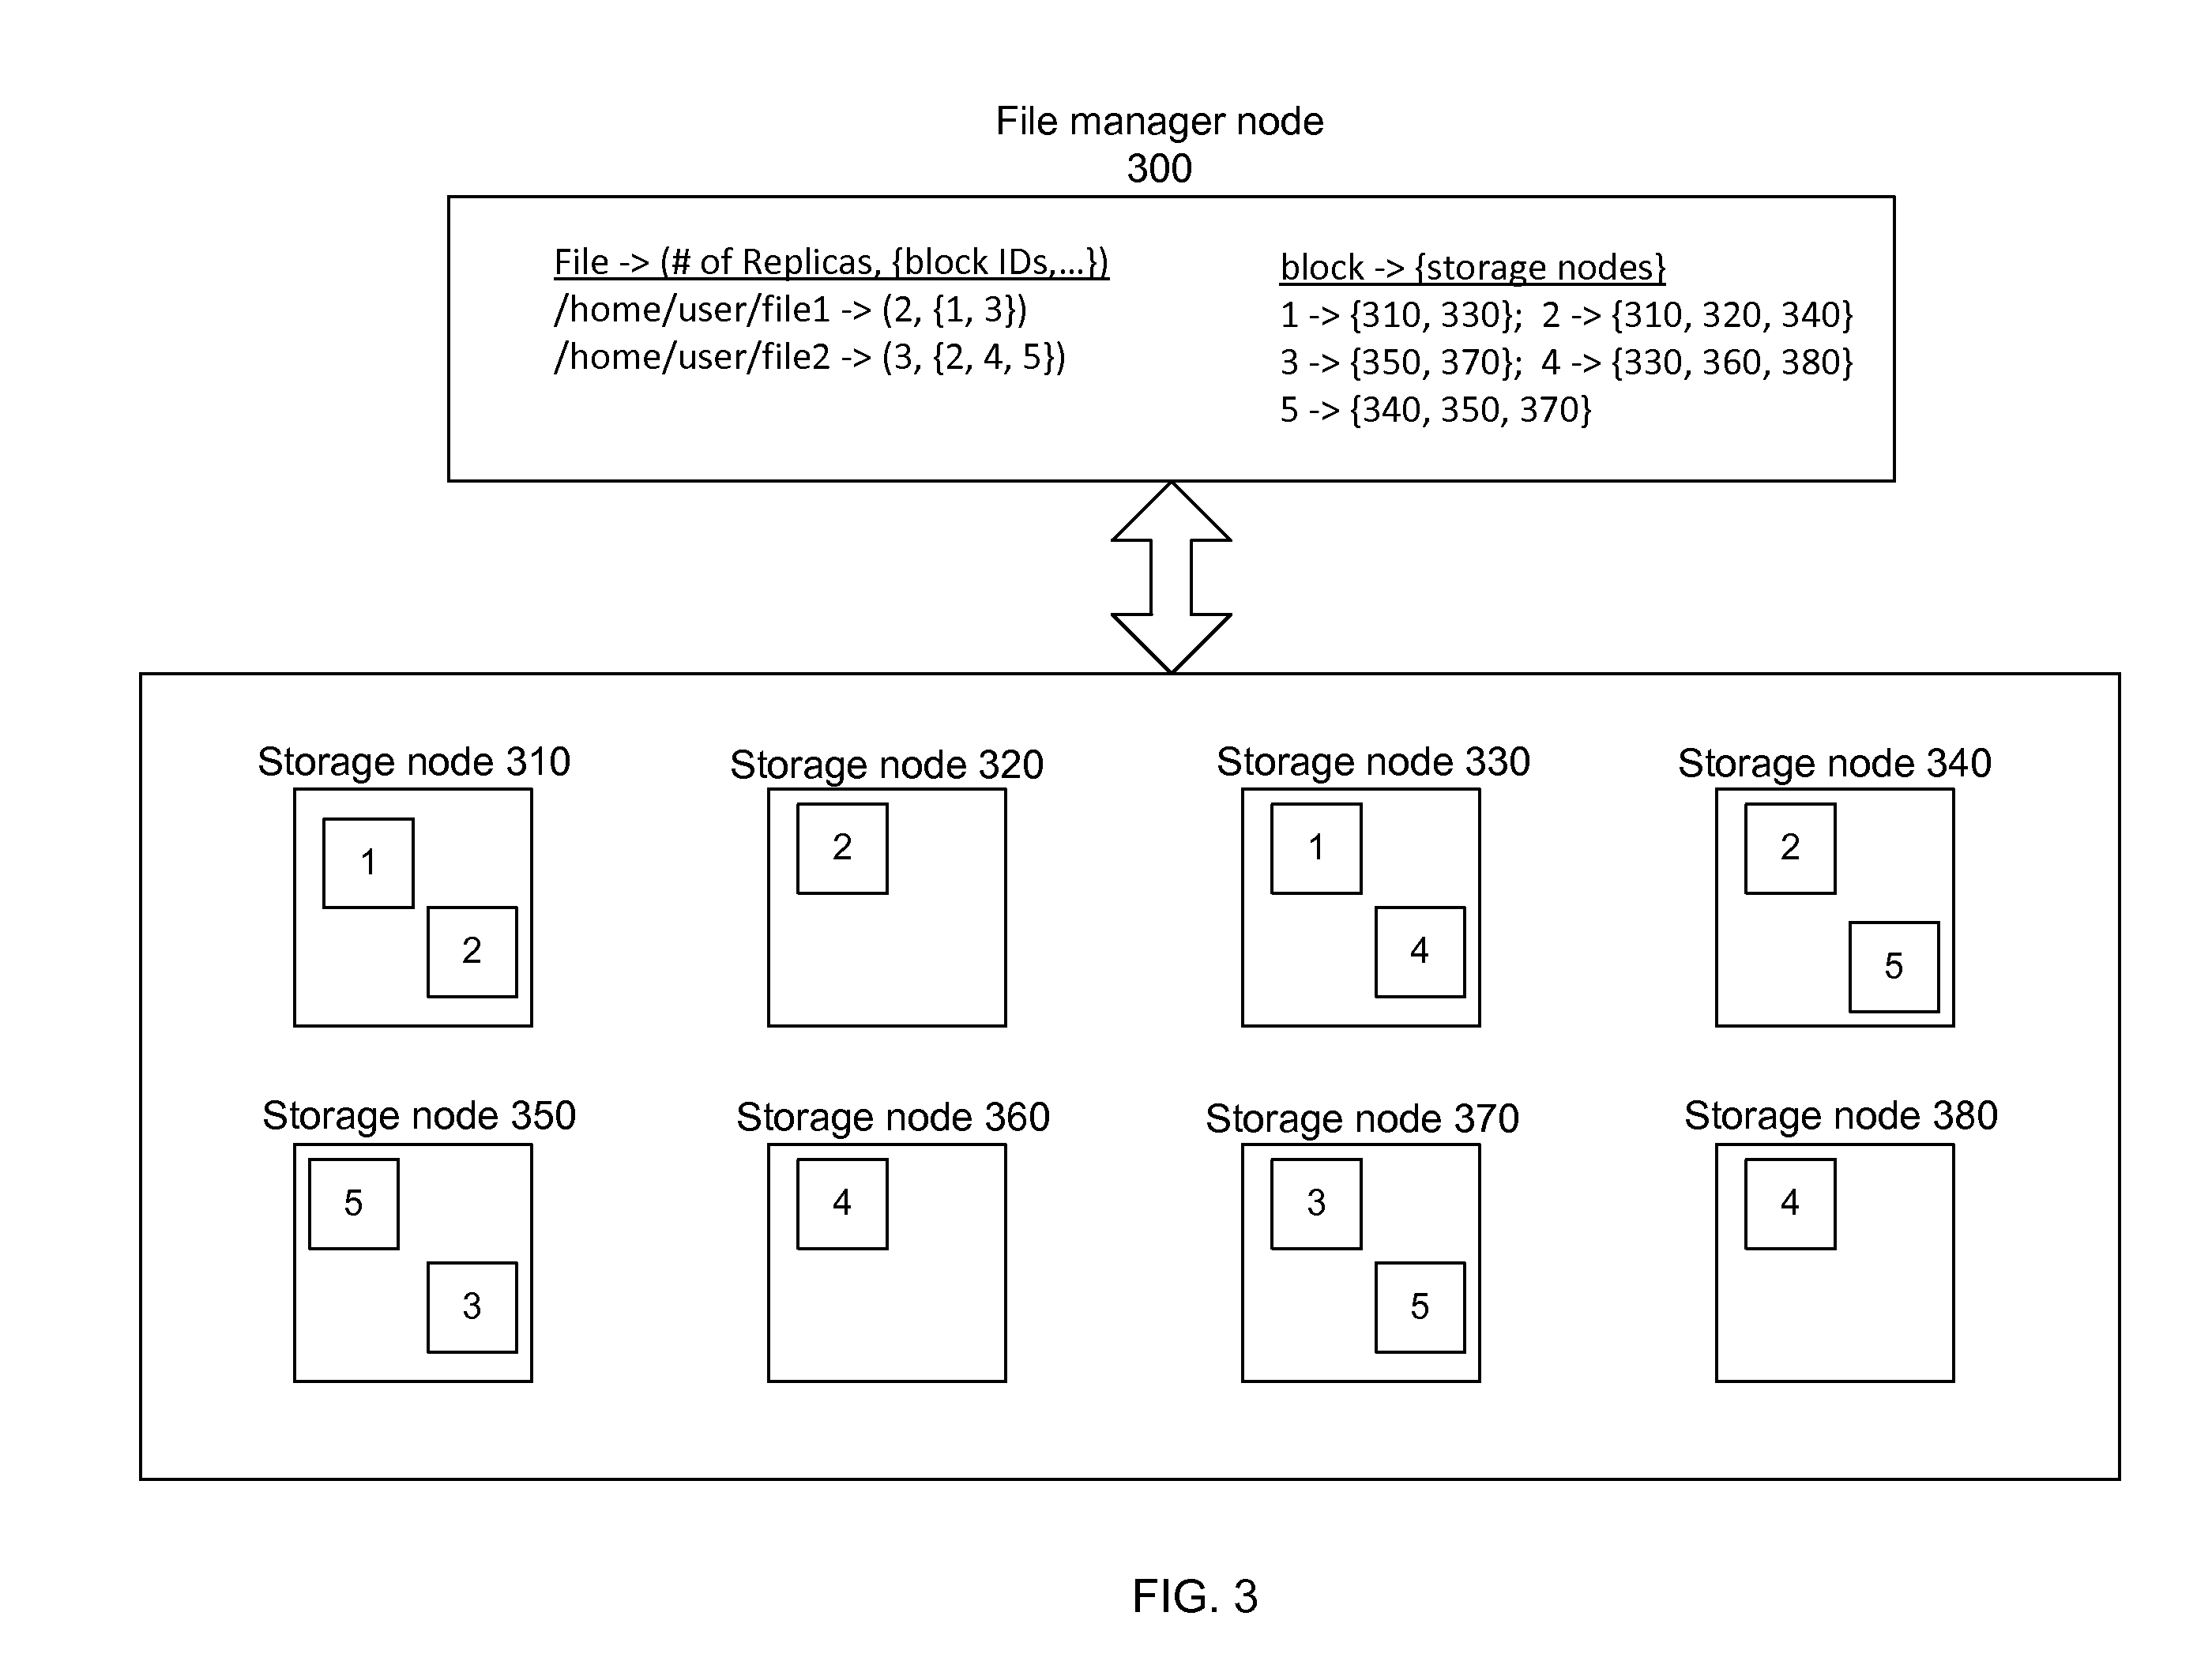 File manager node
300
File -> (# of Replicas, {block IDs,...})
/home/user/file1 -> (2, {1, 3})
/home/user/file2 -> (3, {2, 4, 5})
block -> {storage nodes}
1 -> {310, 330};  2 -> {310, 320, 340}
3 -> {350, 370};  4 -> {330, 360, 380}
5 -> {340, 350, 370}
Storage node 310
1
2
Storage node 320
2
Storage node 330
1
4
Storage node 340
2
5
Storage node 350
5
3
Storage node 360
4
Storage node 370
3
5
Storage node 380
4
FIG. 3